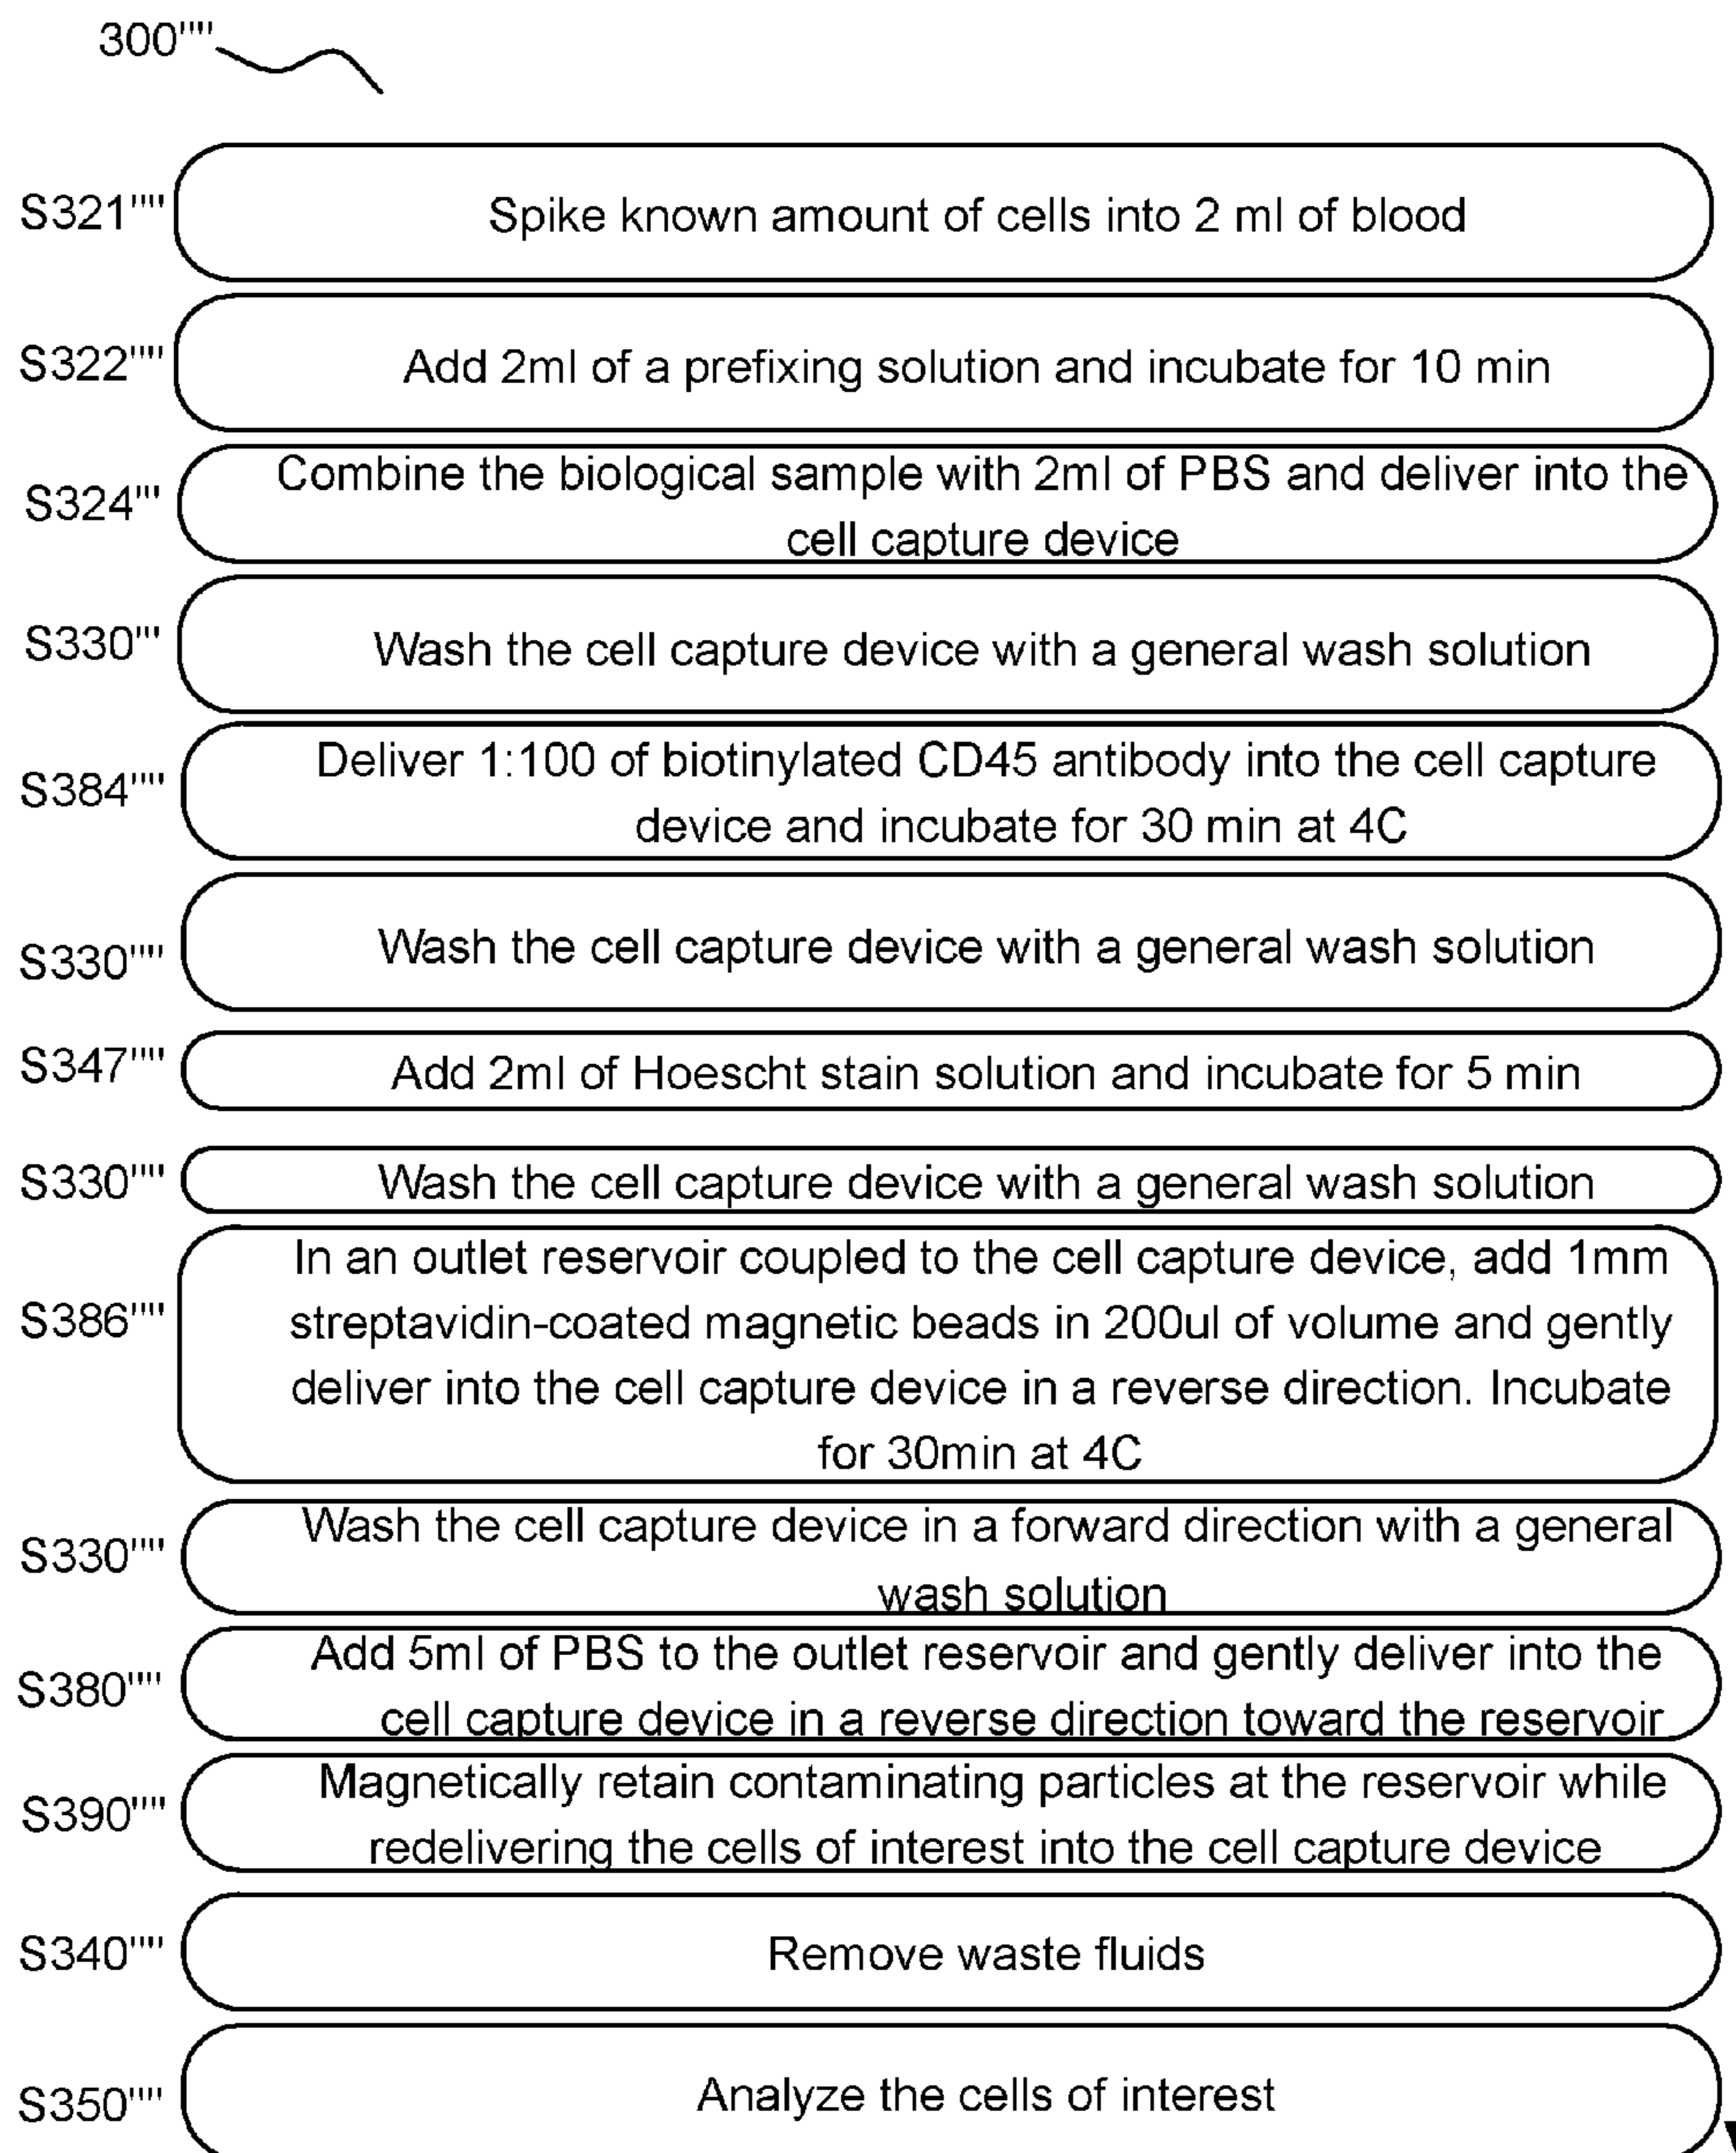 300''''
S321'''' Spike known amount of cells into 2 ml of blood
S322'''' Add 2ml of a prefixing solution and incubate for 10 min
S324''' Combine the biological sample with 2ml of PBS and deliver into the
cell capture device
S330''' Wash the cell capture device with a general wash solution
S384'''' Deliver 1:100 of biotinylated CD45 antibody into the cell capture
device and incubate for 30 min at 4C
S330'''' Wash the cell capture device with a general wash solution
S347'''' Add 2ml of Hoescht stain solution and incubate for 5 min
S330'''' Wash the cell capture device with a general wash solution
S386'''' In an outlet reservoir coupled to the cell capture device, add 1mm
streptavidin-coated magnetic beads in 200ul of volume and gently
deliver into the cell capture device in a reverse direction. Incubate
for 30min at 4C
S330'''' Wash the cell capture device in a forward direction with a general
wash solution
S380'''' Add 5ml of PBS to the outlet reservoir and gently deliver into the
cell capture device in a reverse direction toward the reservoir
S390'''' Magnetically retain contaminating particles at the reservoir while
redelivering the cells of interest into the cell capture device
S340'''' Remove waste fluids
S350'''' Analyze the cells of interest